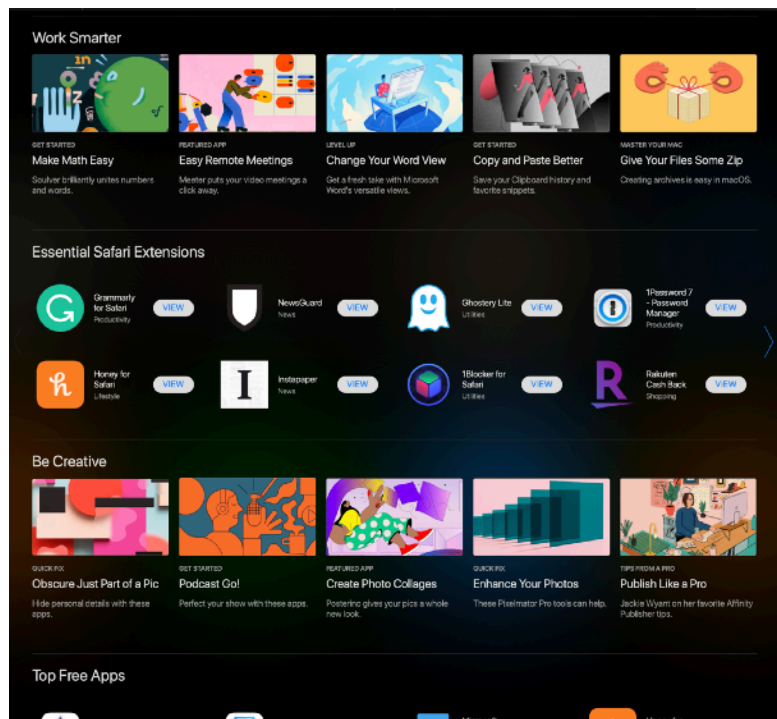 Work Smarter
GET STARTED
Make Math Easy
Soulver brilliantly unites numbers
and words.
FEATURED APP
Easy Remote Meetings
Meeter puts your video meetings a
click away.
LEVEL UP
Change Your Word View
Get a fresh take with Microsoft
Word's versatile views.
GET STARTED
Copy and Paste Better
Save your Clipboard history and
favorite snippets.
MASTER YOUR MAC
Give Your Files Some Zip
Creating archives is easy in macOS.
Essential Safari Extensions
Grammarly
for Safari
Productivity
VIEW
NewsGuard
News
VIEW
Ghostery Lite
Utilities
VIEW
1Password 7
- Password
Manager
Productivity
VIEW
Honey for
Safari
Lifestyle
VIEW
Instapaper
News
VIEW
1Blocker for
Safari
Utilities
VIEW
Rakuten
Cash Back
Shopping
VIEW
Be Creative
QUICK FIX
Obscure Just Part of a Pic
Hide personal details with these
apps.
GET STARTED
Podcast Go!
Perfect your show with these apps.
FEATURED APP
Create Photo Collages
Posterino gives your pics a whole
new look.
QUICK FIX
Enhance Your Photos
These Pixelmator Pro tools can help.
TIPS FROM A PRO
Publish Like a Pro
Jackie Wyant on her favorite Affinity
Publisher tips.
Top Free Apps